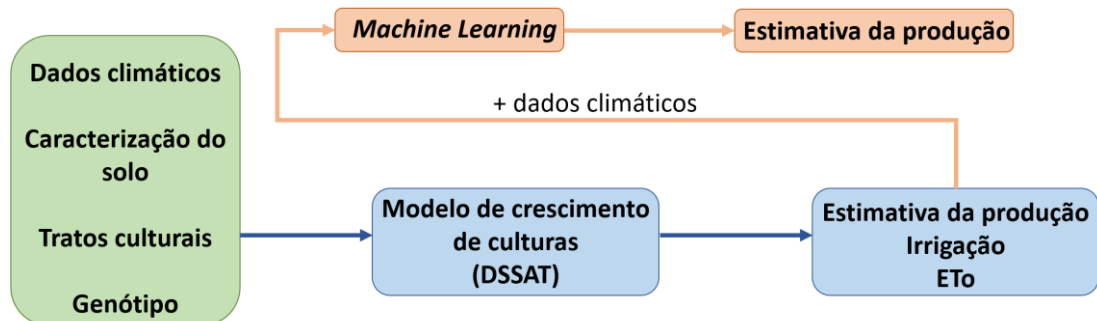 Dados climáticos
Caracterização do
solo
Tratos culturais
Genótipo
Modelo de crescimento
de culturas
(DSSAT)
Estimativa da produção
Irrigação
ETo
+ dados climáticos
Machine Learning
Estimativa da produção